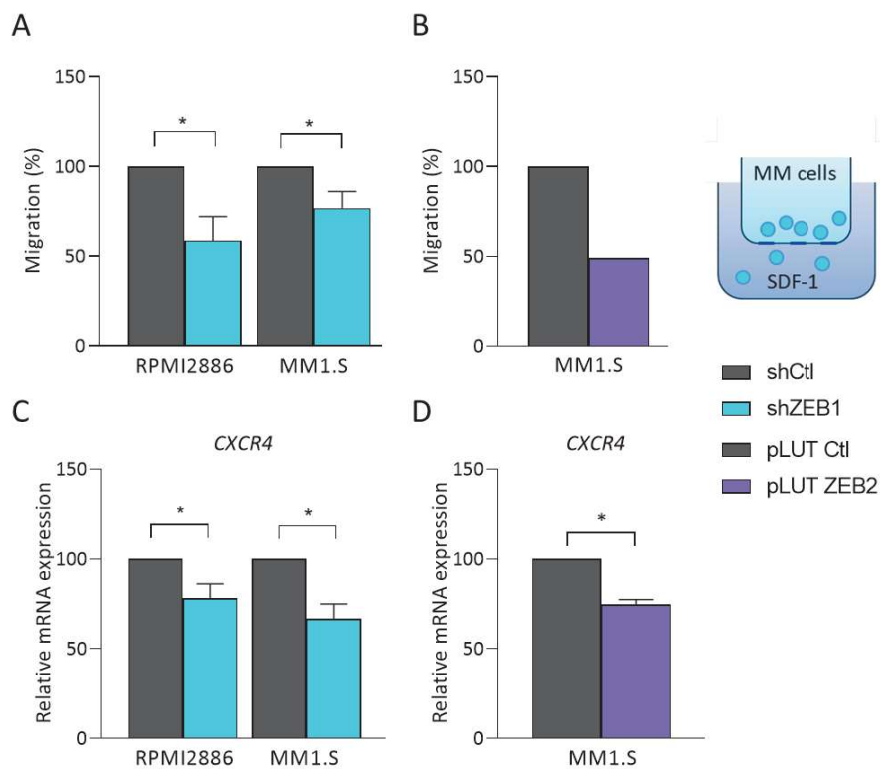 A
Migration (%)
150
100
50
0
*
*
RPMI2886
MM1.S
B
Migration (%)
150
100
50
0
MM1.S
MM cells
SDF-1
shCtl
shZEB1
pLUT Ctl
pLUT ZEB2
C
CXCR4
Relative mRNA expression
150
100
50
0
*
*
RPMI2886
MM1.S
D
CXCR4
Relative mRNA expression
150
100
50
0
*
MM1.S